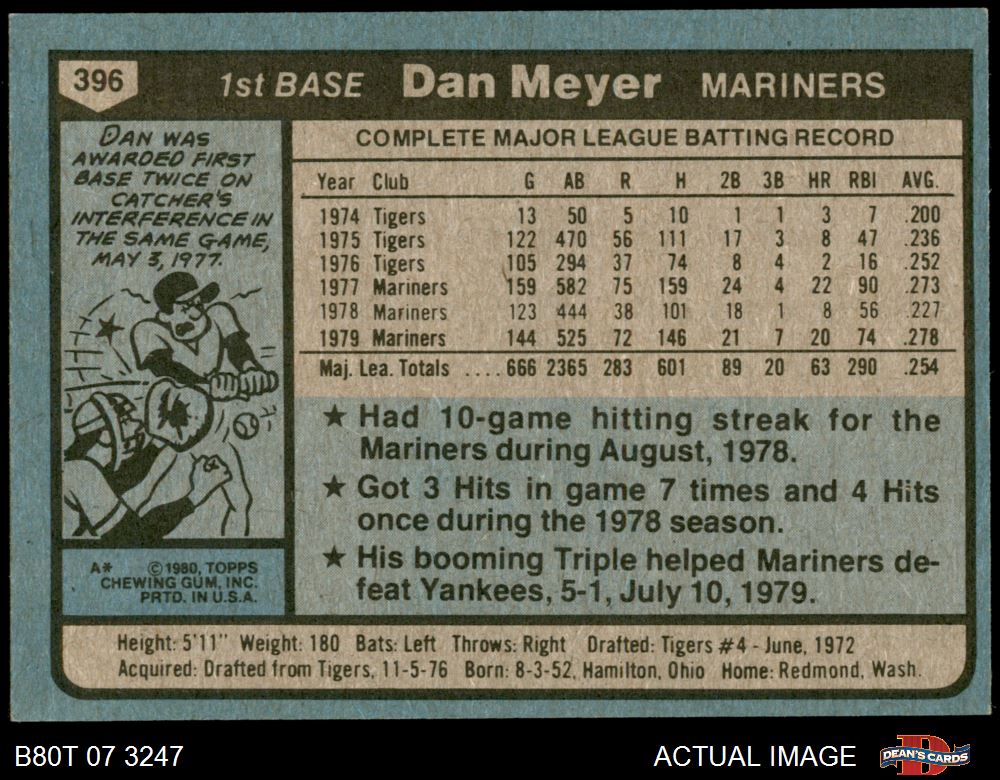 396 1st BASE Dan Meyer MARINERS
DAN WAS
AWARDED FIRST
BASE TWICE ON
CATCHER'S
INTERFERENCE IN
THE SAME GAME,
MAY 3, 1977.
A* © 1980, TOPPS
CHEWING GUM, INC.
PRTD. IN U.S.A.
COMPLETE MAJOR LEAGUE BATTING RECORD
Year Club G AB R H 2B 3B HR RBI AVG.
1974 Tigers 13 50 5 10 1 1 3 7 .200
1975 Tigers 122 470 56 111 17 3 8 47 .236
1976 Tigers 105 294 37 74 8 4 2 16 .252
1977 Mariners 159 582 75 159 24 4 22 90 .273
1978 Mariners 123 444 38 101 18 1 8 56 .227
1979 Mariners 144 525 72 146 21 7 20 74 .278
Maj. Lea. Totals .... 666 2365 283 601 89 20 63 290 .254
★ Had 10-game hitting streak for the
Mariners during August, 1978.
★ Got 3 Hits in game 7 times and 4 Hits
once during the 1978 season.
★ His booming Triple helped Mariners de-
feat Yankees, 5-1, July 10, 1979.
Height: 5'11" Weight: 180 Bats: Left Throws: Right Drafted: Tigers #4 - June, 1972
Acquired: Drafted from Tigers, 11-5-76 Born: 8-3-52, Hamilton, Ohio Home: Redmond, Wash.
B80T 07 3247 ACTUAL IMAGE DEAN'S CARDS